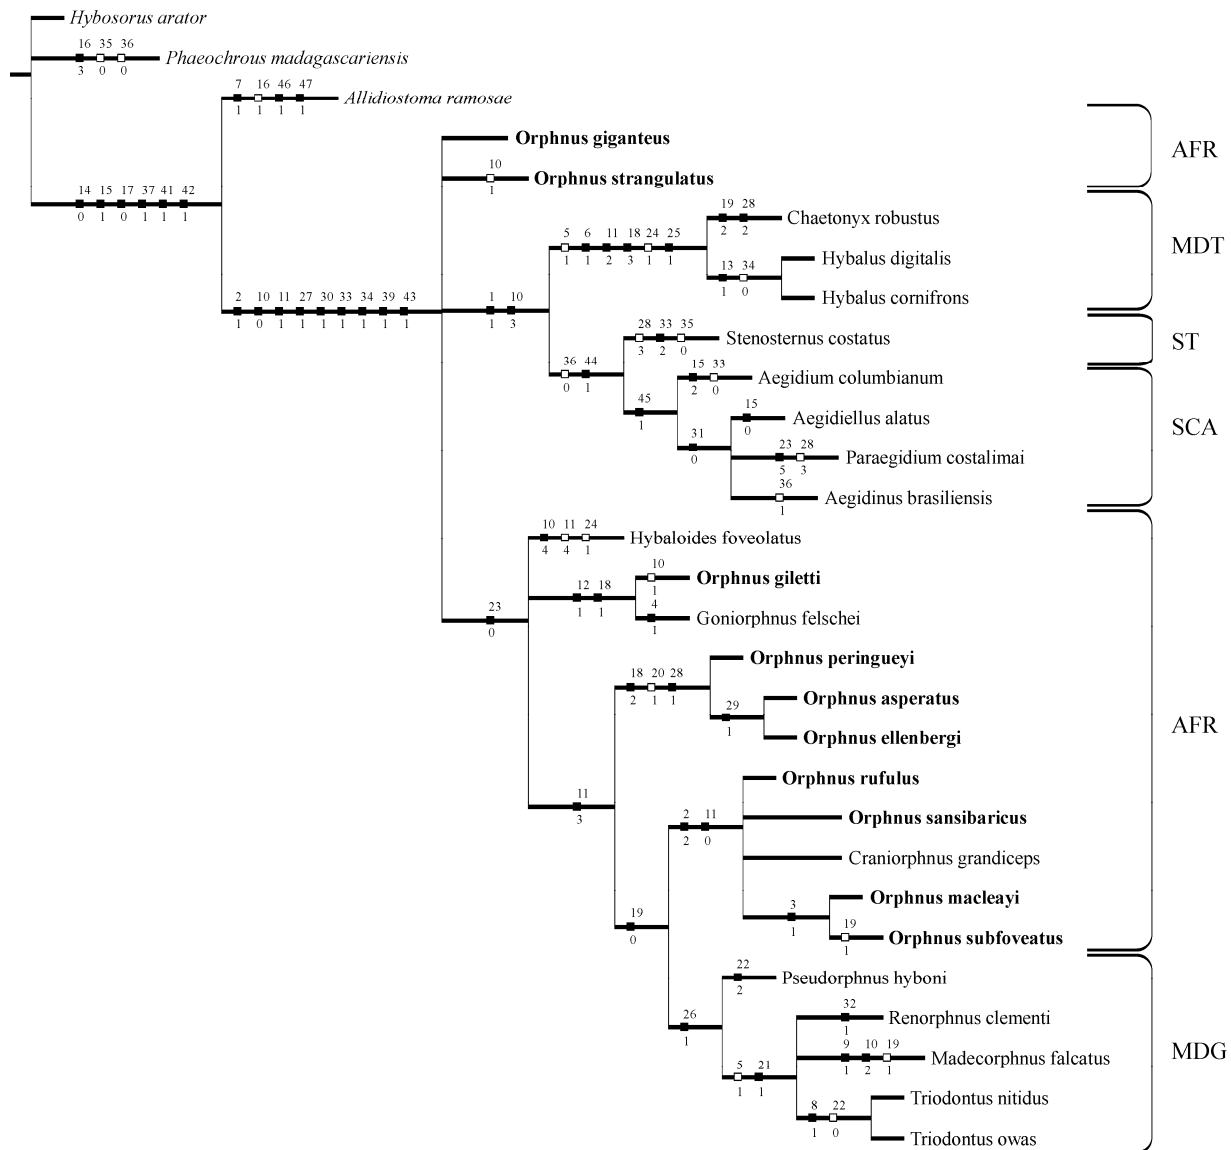 Hybosorus arator
16 35 36
Phaeochrous madagascariensis
3 0 0
7 16 46 47
Allidiostoma ramosae
1 1 1 1
Orphnus giganteus
AFR
10
Orphnus strangulatus
1
14 15 17 37 41 42
0 1 0 1 1 1
19 28
Chaetonyx robustus
2 2
5 6 11 18 24 25
1 1 2 3 1 1
MDT
Hybalus digitalis
13 34
1 0
Hybalus cornifrons
2 10 11 27 30 33 34 39 43
1 0 1 1 1 1 1 1 1
1 10
1 3
28 33 35
Stenosternus costatus
3 2 0
ST
36 44
0 1
15 33
Aegidium columbianum
2 0
45
1
15
Aegidiellus alatus
0
SCA
31
0
23 28
Paraegidium costalimai
5 3
36
Aegidinus brasiliensis
1
10 11 24
Hybaloides foveolatus
4 4 1
10
Orphnus giletti
1
12 18
1 1
4
Goniorphnus felschei
1
23
0
Orphnus peringueyi
18 20 28
2 1 1
Orphnus asperatus
29
1
AFR
Orphnus ellenbergi
Orphnus rufulus
11
3
Orphnus sansibaricus
2 11
2 0
Craniorphnus grandiceps
Orphnus macleayi
3
1
19
0
19
Orphnus subfoveatus
1
22
Pseudorphnus hyboni
2
32
Renorphnus clementi
1
26
1
9 10 19
Madecorphnus falcatus
1 2 1
MDG
5 21
1 1
Triodontus nitidus
8 22
1 0
Triodontus owas